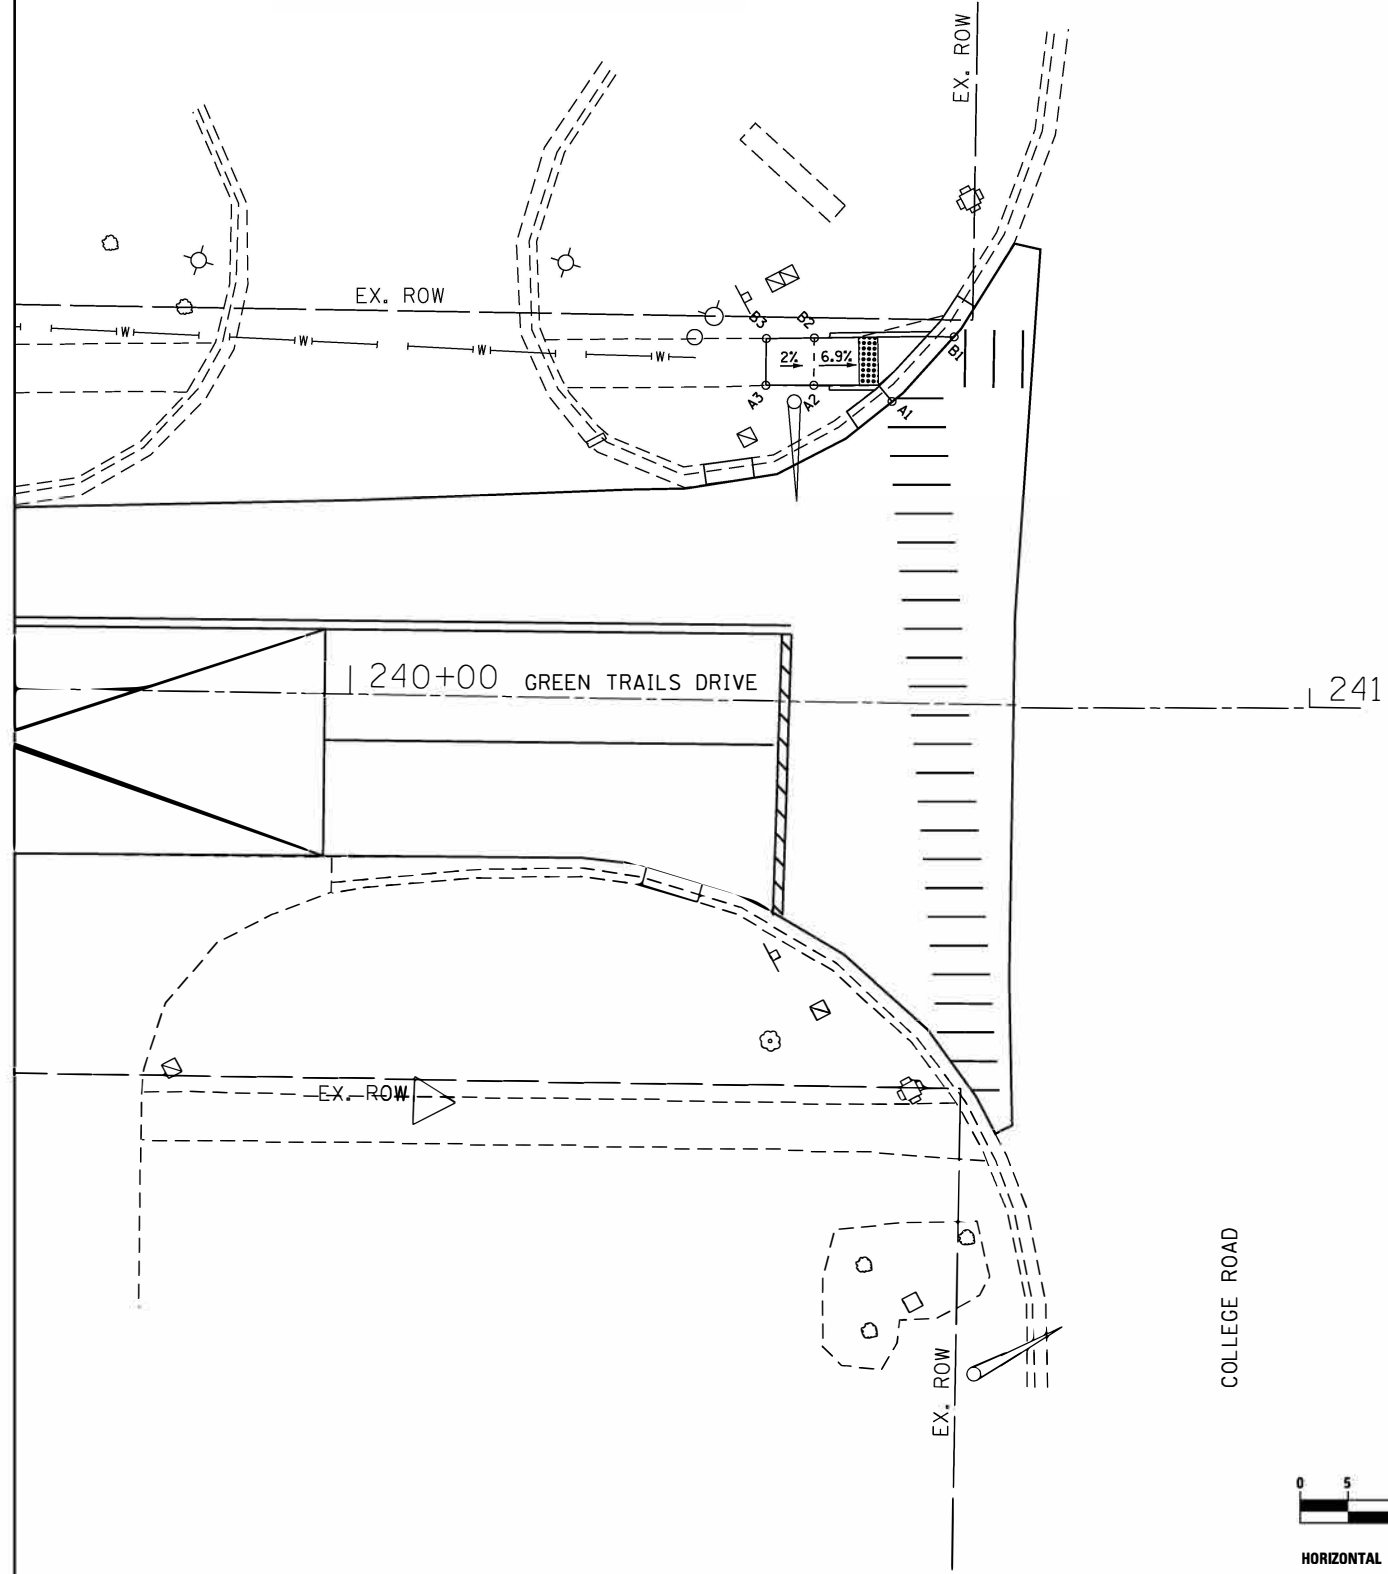 EX. ROW
EX. ROW
W
W
W
W
B3
B2
2%
6.9%
B1
A3
A2
A1
240+00 GREEN TRAILS DRIVE
241
EX. ROW
EX. ROW
COLLEGE ROAD
0 5
HORIZONTAL